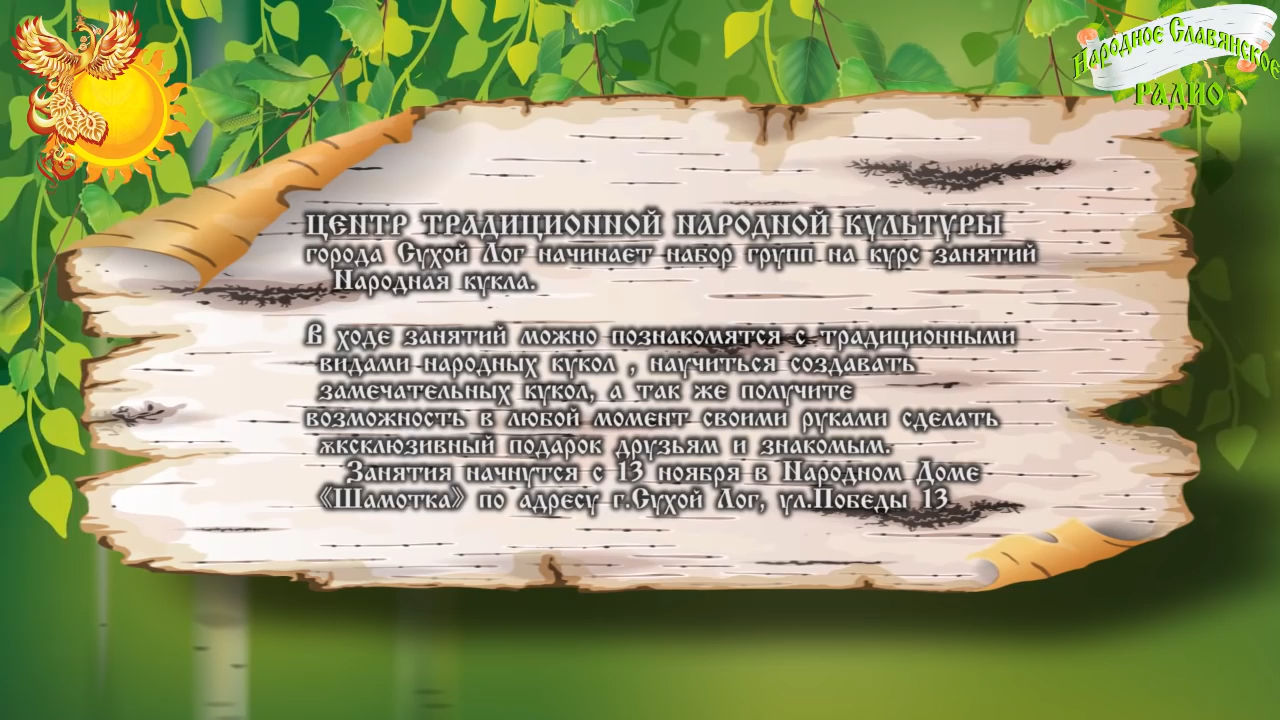 Народное Славянское
РАДИО
ЦЕНТР ТРАДИЦИОННОЙ НАРОДНОЙ КУЛЬТУРЫ
города Сухой Лог начинает набор групп на курс занятий
Народная кукла.
В ходе занятий можно познакомятся с традиционными
видами народных кукол , научиться создавать
замечательных кукол, а так же получите
возможность в любой момент своими руками сделать
ѫксклюзивный подарок друзьям и знакомым.
Занятия начнутся с 13 ноября в Народном Доме
《Шамотка》 по адресу г.Сухой Лог, ул.Победы 13